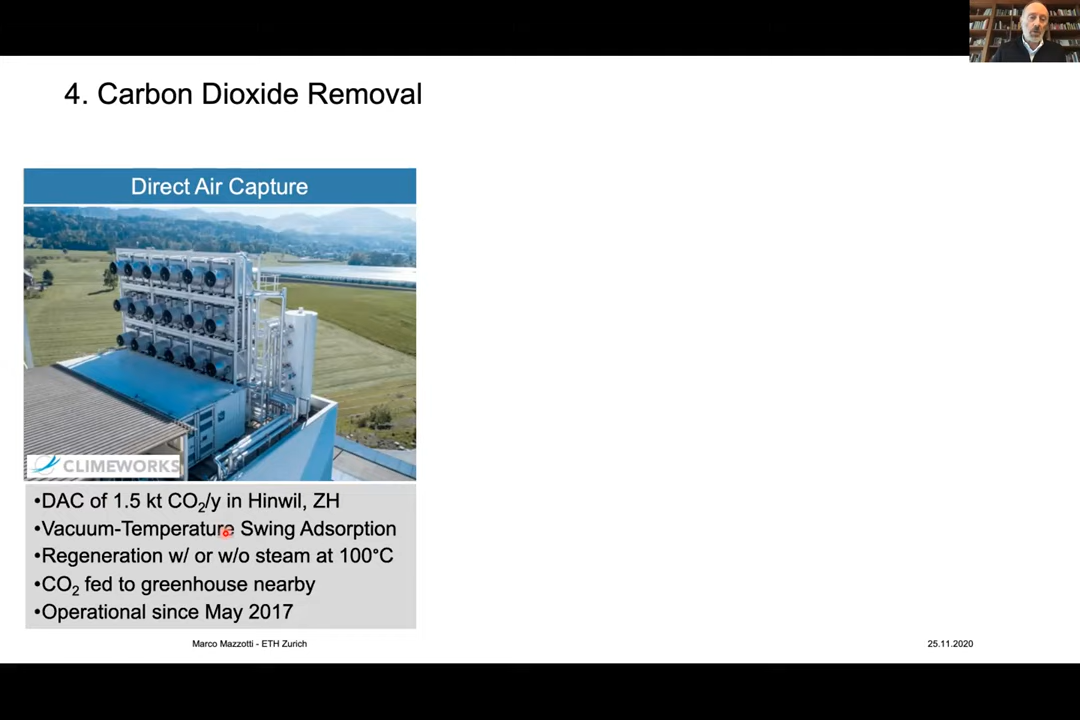 4. Carbon Dioxide Removal
Direct Air Capture
CLIMEWORKS
•DAC of 1.5 kt CO₂/y in Hinwil, ZH
•Vacuum-Temperature Swing Adsorption
•Regeneration w/ or w/o steam at 100°C
•CO₂ fed to greenhouse nearby
•Operational since May 2017
Marco Mazzotti - ETH Zurich
25.11.2020